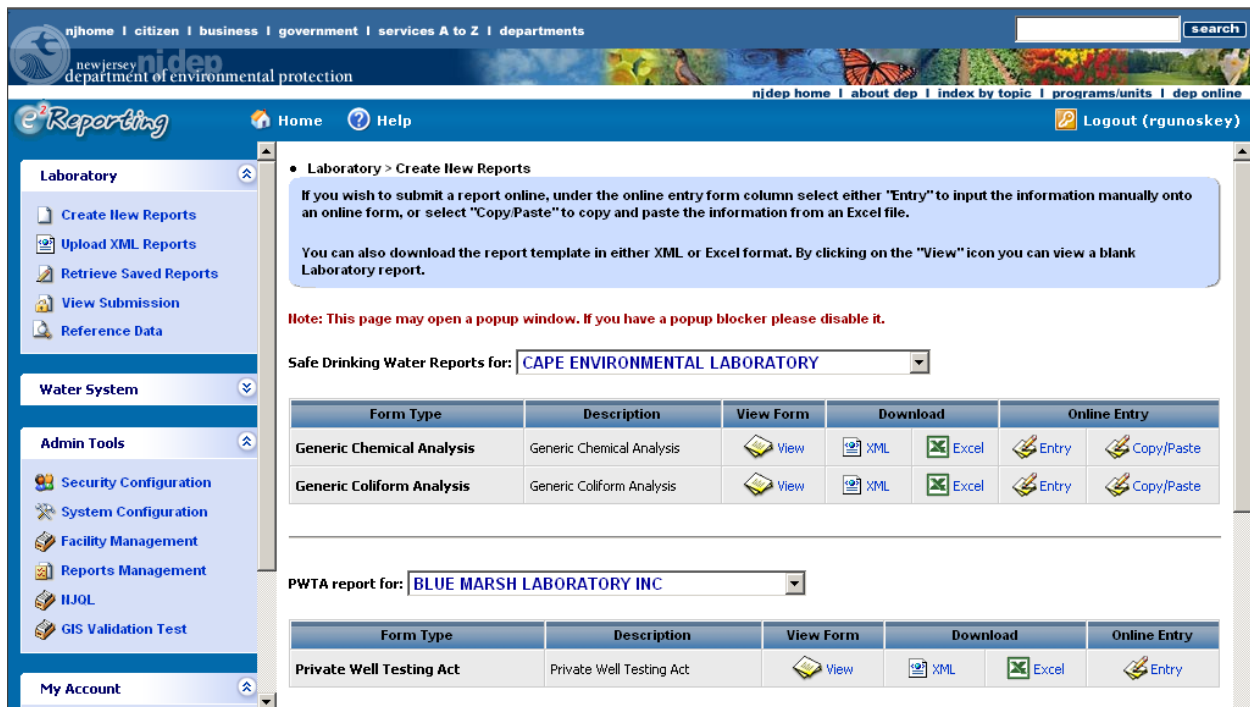 njhome l citizen l business l government l services A to Z l departments
search
newjersey njdep
department of environmental protection
njdep home l about dep l index by topic l programs/units l dep online
e2Reporting
Home
Help
Logout (rgunoskey)
Laboratory
Create New Reports
Upload XML Reports
Retrieve Saved Reports
View Submission
Reference Data
Water System
Admin Tools
Security Configuration
System Configuration
Facility Management
Reports Management
NJQL
GIS Validation Test
My Account
• Laboratory > Create New Reports
If you wish to submit a report online, under the online entry form column select either "Entry" to input the information manually onto
an online form, or select "Copy/Paste" to copy and paste the information from an Excel file.
You can also download the report template in either XML or Excel format. By clicking on the "View" icon you can view a blank
Laboratory report.
Note: This page may open a popup window. If you have a popup blocker please disable it.
Safe Drinking Water Reports for: CAPE ENVIRONMENTAL LABORATORY
Form Type Description View Form Download Online Entry
Generic Chemical Analysis Generic Chemical Analysis View XML Excel Entry Copy/Paste
Generic Coliform Analysis Generic Coliform Analysis View XML Excel Entry Copy/Paste
PWTA report for: BLUE MARSH LABORATORY INC
Form Type Description View Form Download Online Entry
Private Well Testing Act Private Well Testing Act View XML Excel Entry